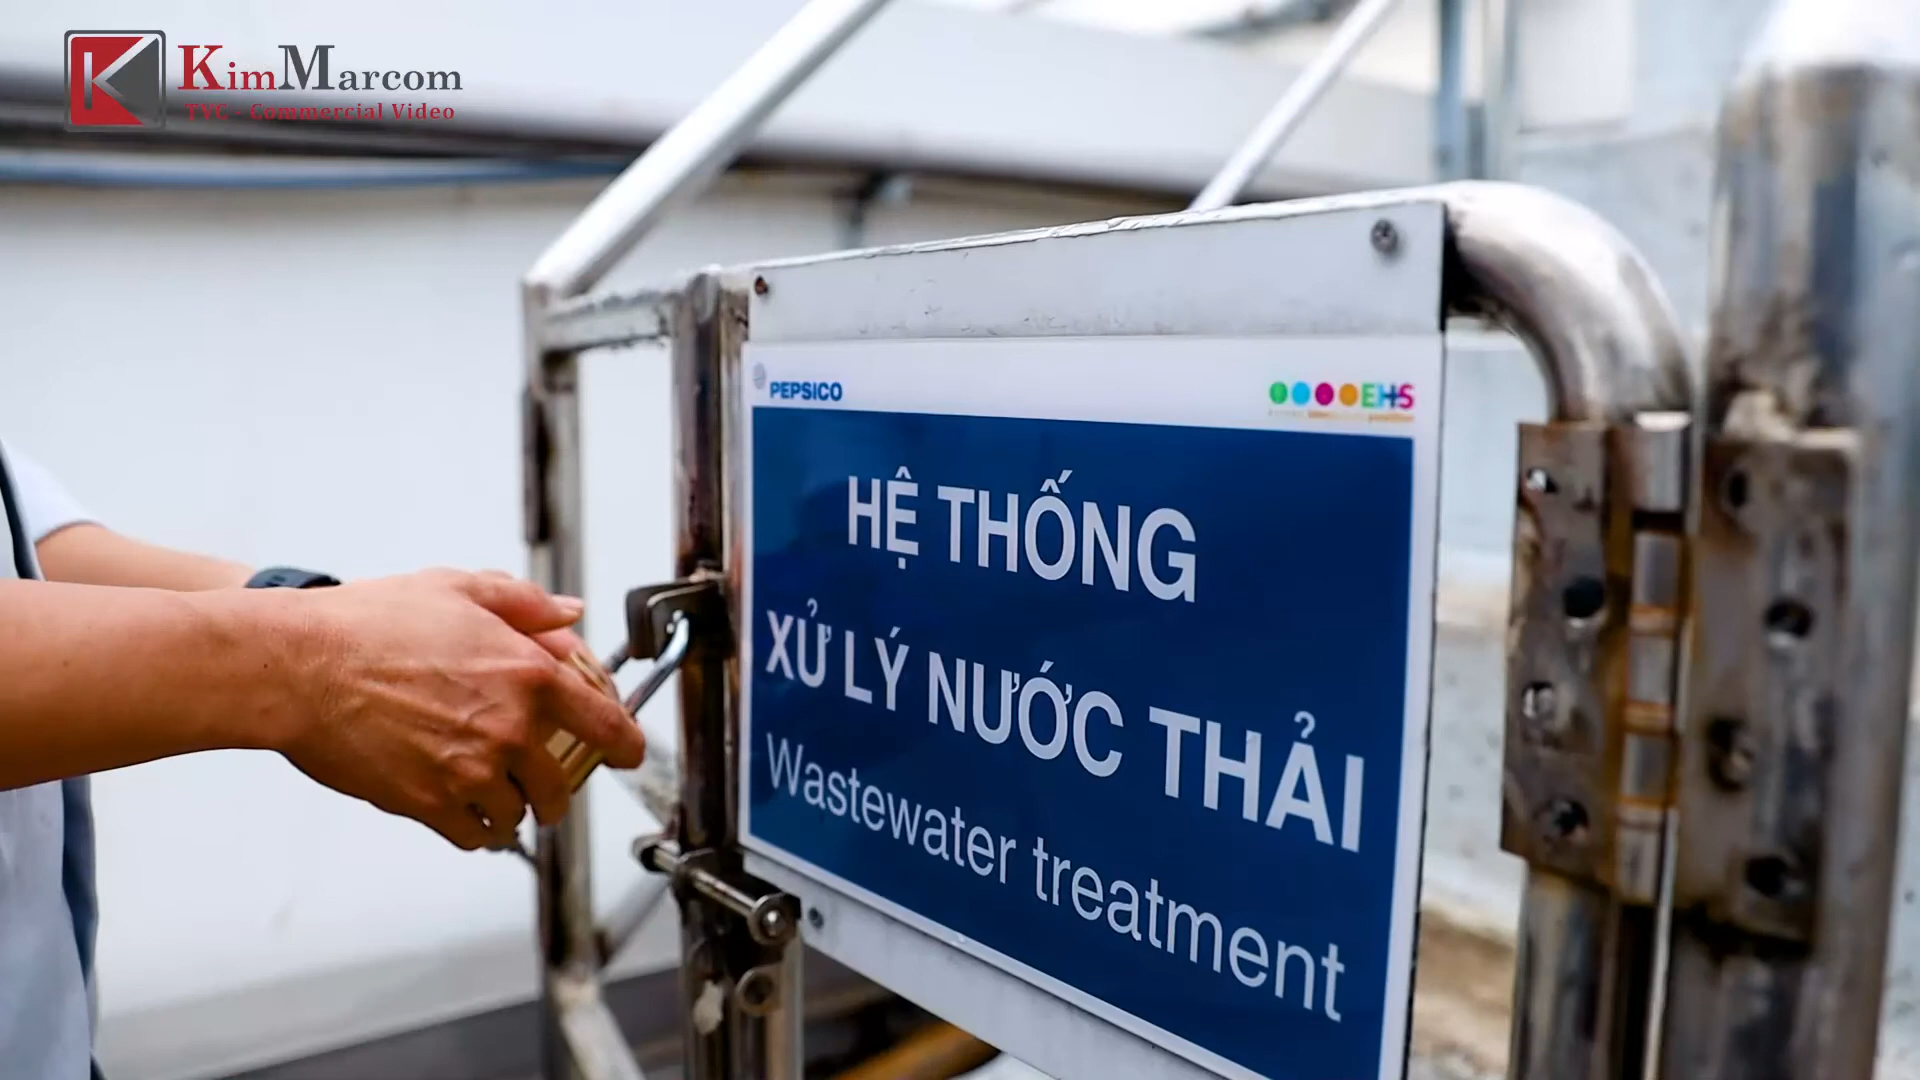 KimMarcom
TVC - Commercial Video
PEPSICO
EHS
HỆ THỐNG
XỬ LÝ NƯỚC THẢI
Wastewater treatment